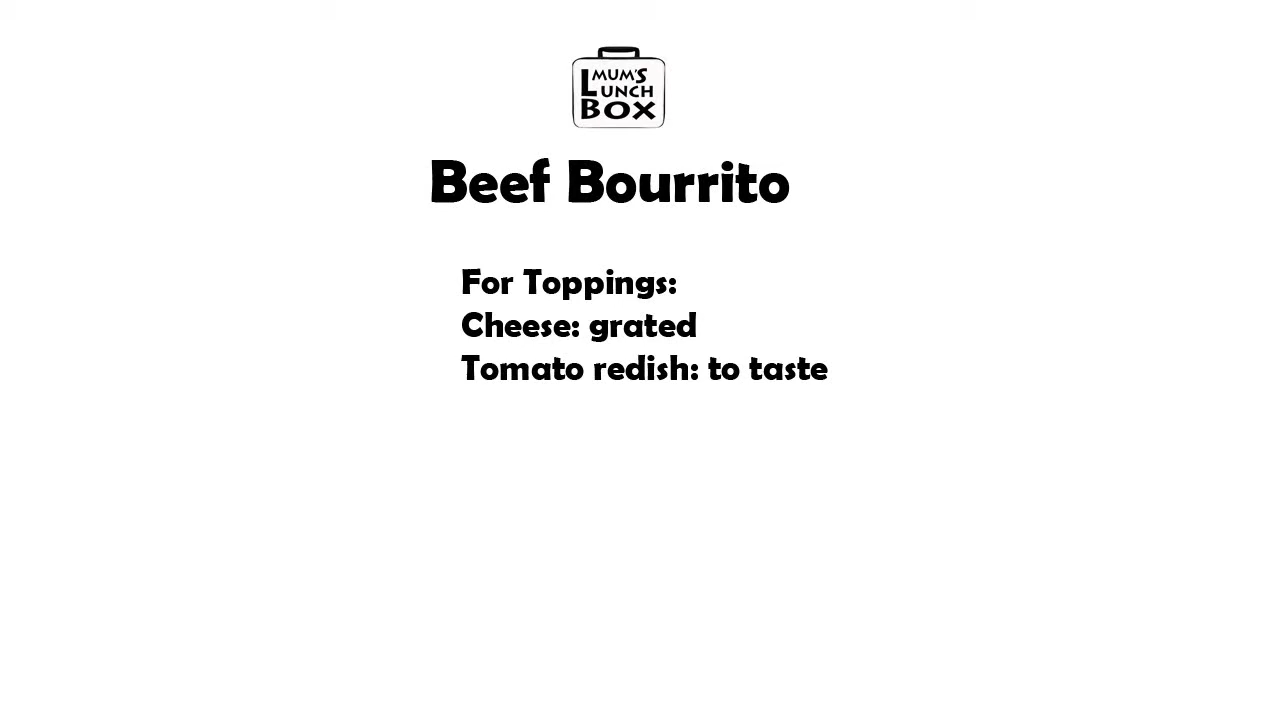 MUM'S
LUNCH
BOX
Beef Bourrito
For Toppings:
Cheese: grated
Tomato redish: to taste